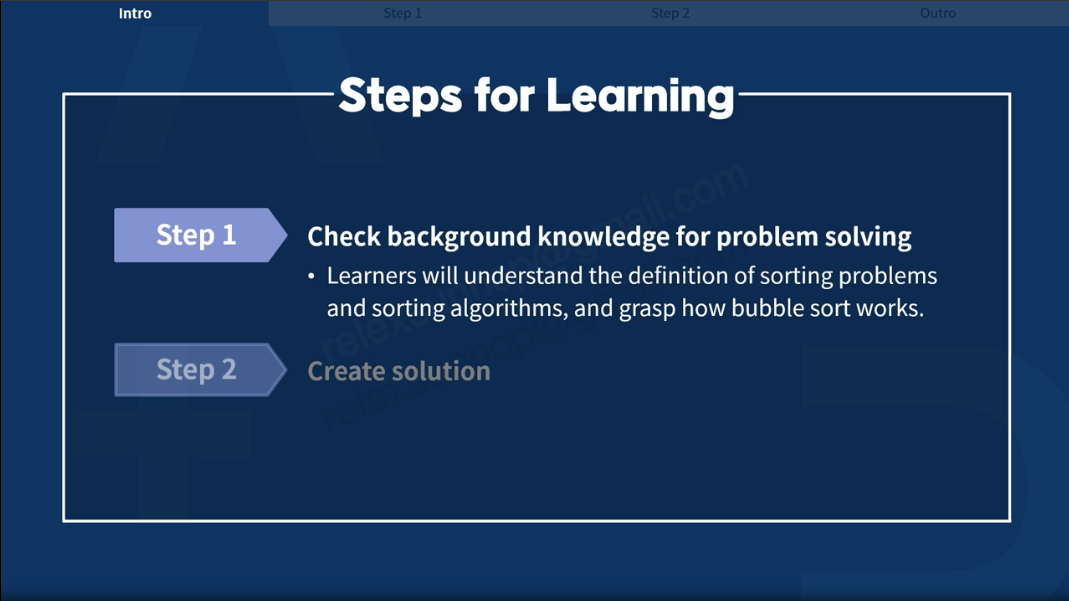 Intro
Step 1
Step 2
Outro
Steps for Learning
Step 1
Check background knowledge for problem solving
• Learners will understand the definition of sorting problems
and sorting algorithms, and grasp how bubble sort works.
Step 2
Create solution